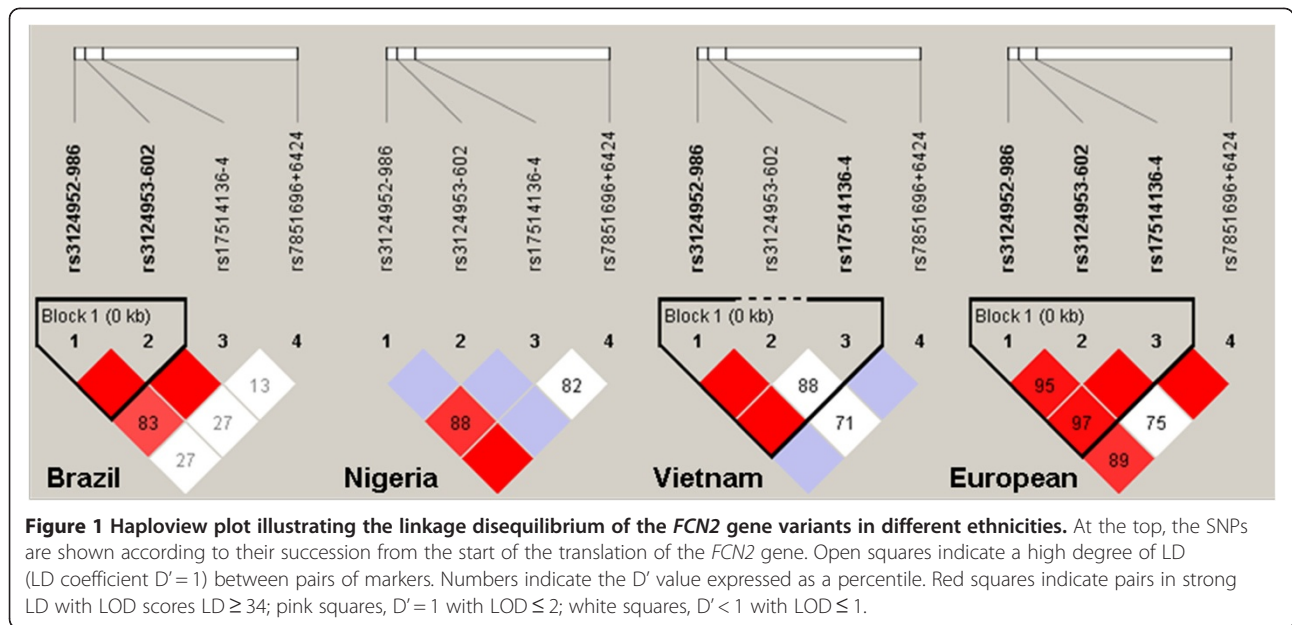 rs3124952-986
rs3124953-602
rs17514136-4
rs7851696+6424
rs3124952-986
rs3124953-602
rs17514136-4
rs7851696+6424
rs3124952-986
rs3124953-602
rs17514136-4
rs7851696+6424
rs3124952-986
rs3124953-602
rs17514136-4
rs7851696+6424
Block 1 (0 kb)
1 2 3 4
13
83 27
27
Brazil
1 2 3 4
82
88
Nigeria
Block 1 (0 kb)
1 2 3 4
88
71
Vietnam
Block 1 (0 kb)
1 2 3 4
95
97 75
89
European
Figure 1 Haploview plot illustrating the linkage disequilibrium of the FCN2 gene variants in different ethnicities. At the top, the SNPs
are shown according to their succession from the start of the translation of the FCN2 gene. Open squares indicate a high degree of LD
(LD coefficient D′ = 1) between pairs of markers. Numbers indicate the D′ value expressed as a percentile. Red squares indicate pairs in strong
LD with LOD scores LD ≥ 34; pink squares, D′ = 1 with LOD ≤ 2; white squares, D′ < 1 with LOD ≤ 1.